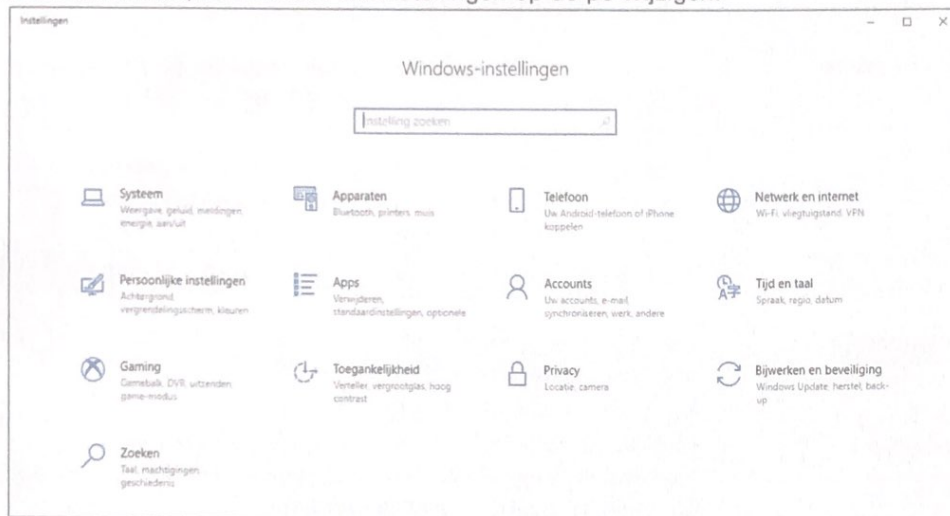 op de pc wijzigen.
Instellingen
Windows-instellingen
Instelling zoeken
Systeem
Weergave, geluid, meldingen,
energie, aan/uit
Apparaten
Bluetooth, printers, muis
Telefoon
Uw Android-telefoon of iPhone
koppelen
Netwerk en internet
Wi-Fi, vliegtuigstand, VPN
Persoonlijke instellingen
Achtergrond,
vergrendelingsscherm, kleuren
Apps
Verwijderen,
standaardinstellingen, optionele
Accounts
Uw accounts, e-mail,
synchroniseren, werk, andere
Tijd en taal
Spraak, regio, datum
Gaming
Gamebalk, DVR, uitzenden,
game-modus
Toegankelijkheid
Verteller, vergrootglas, hoog
contrast
Privacy
Locatie, camera
Bijwerken en beveiliging
Windows Update, herstel, back-
up
Zoeken
Taal, machtigingen,
geschiedenis